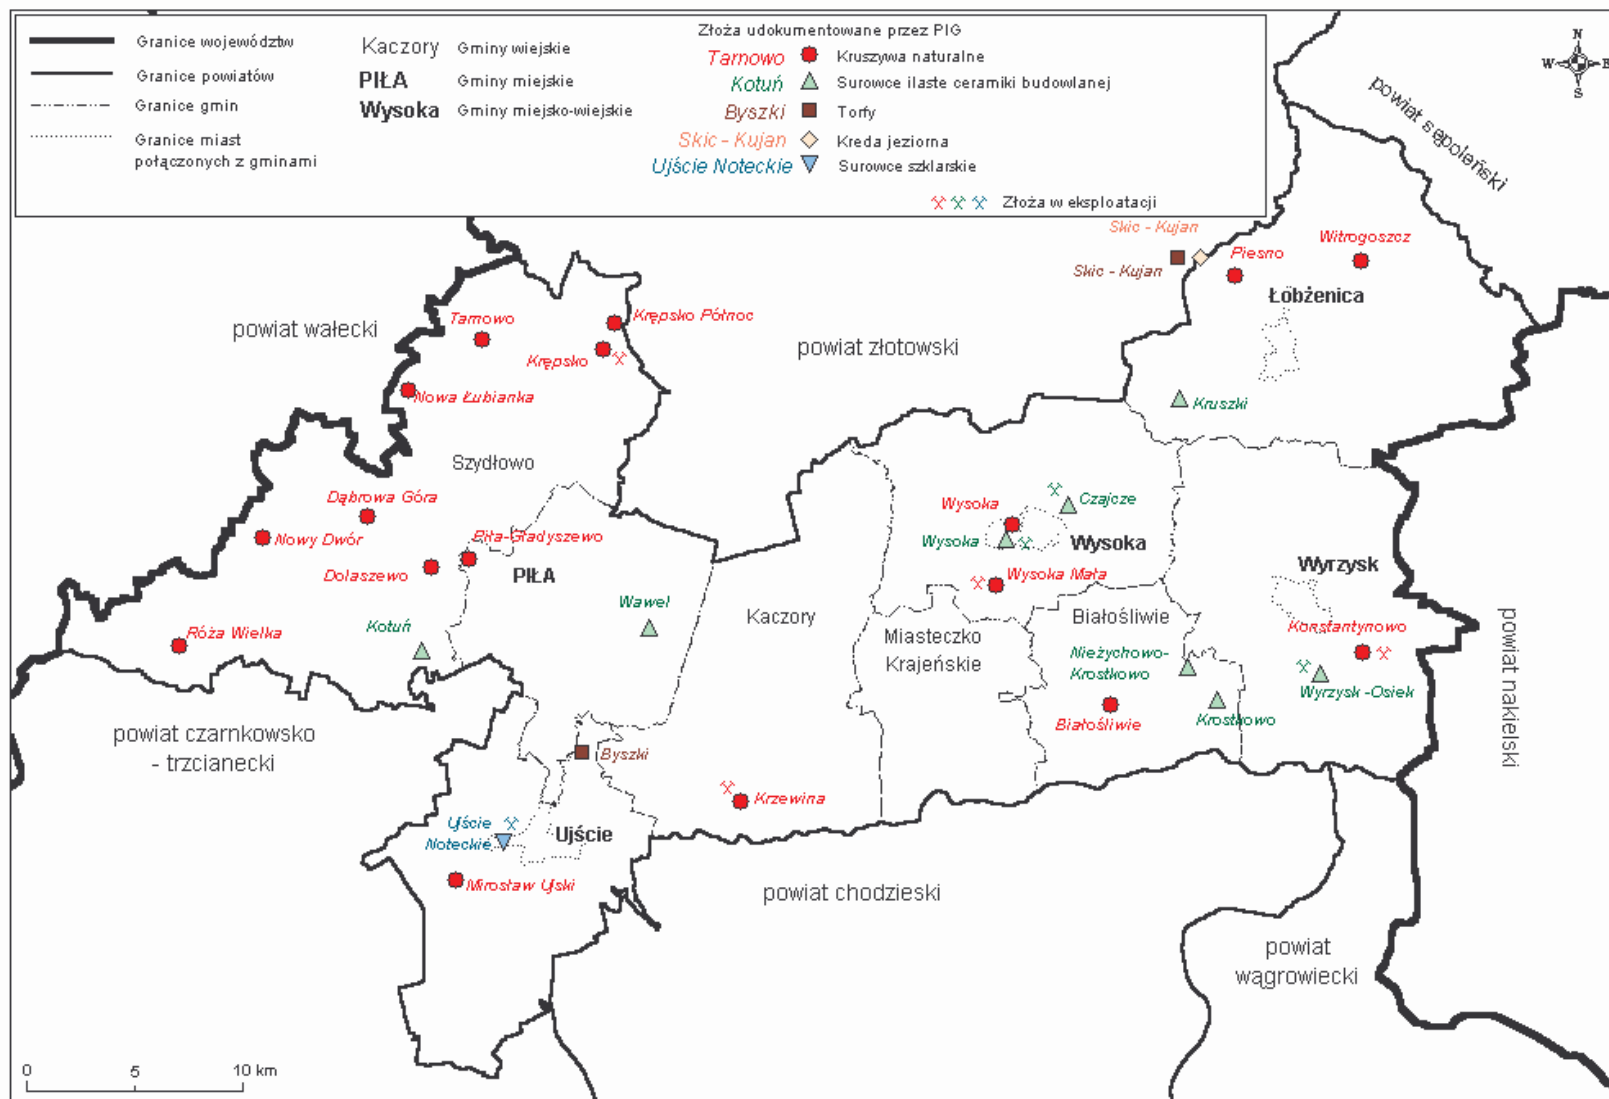 Granice województw
Granice powiatów
Granice gmin
Granice miast
połączonych z gminami
Kaczory Gminy wiejskie
PIŁA Gminy miejskie
Wysoka Gminy miejsko-wiejskie
Złoża udokumentowane przez PIG
Tarnowo Kruszywa naturalne
Kotuń Surowce ilaste ceramiki budowlanej
Byszki Torfy
Skic - Kujan Kreda jeziorna
Ujście Noteckie Surowce szklarskie
Złoża w eksploatacji
N
W E
S
powiat sępoleński
Skic - Kujan
Skic - Kujan
Piesno
Witrogoszcz
Łobżenica
powiat wałecki
Tarnowo
Krępsko Północ
Krępsko
powiat złotowski
Nowa Łubianka
Kruszki
Szydłowo
Dąbrowa Góra
Nowy Dwór
Piła-Gładyszewo
Dolaszewo
PIŁA
Wysoka
Czajcze
Wysoka
Wysoka
Wyrzysk
Wysoka Mała
Wawel
Kaczory
Białośliwie
Miasteczko
Krajeńskie
Róża Wielka
Kotuń
Konstantynowo
Nieżychowo-
Krostkowo
Wyrzysk -Osiek
powiat nakielski
Białośliwie
Krostkowo
powiat czarnkowsko
- trzcianecki
Byszki
Krzewina
Ujście
Noteckie
Ujście
Mirosław Ujski
powiat chodzieski
powiat
wągrowiecki
0 5 10 km